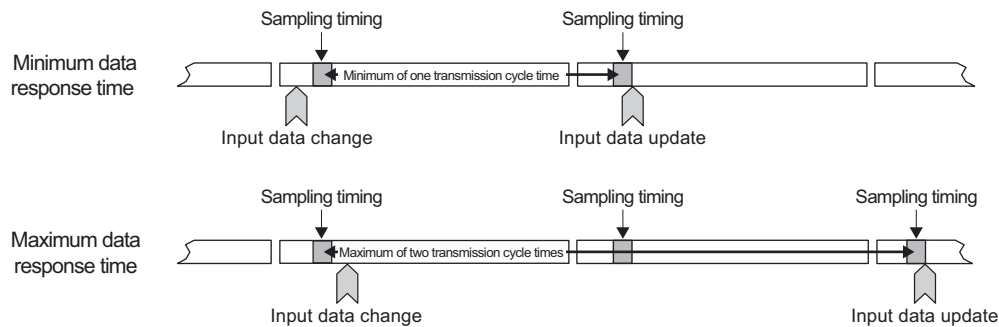 Sampling timing Sampling timing
Minimum data
response time
Minimum of one transmission cycle time
Input data change Input data update
Sampling timing Sampling timing Sampling timing
Maximum data
response time
Maximum of two transmission cycle times
Input data change Input data update